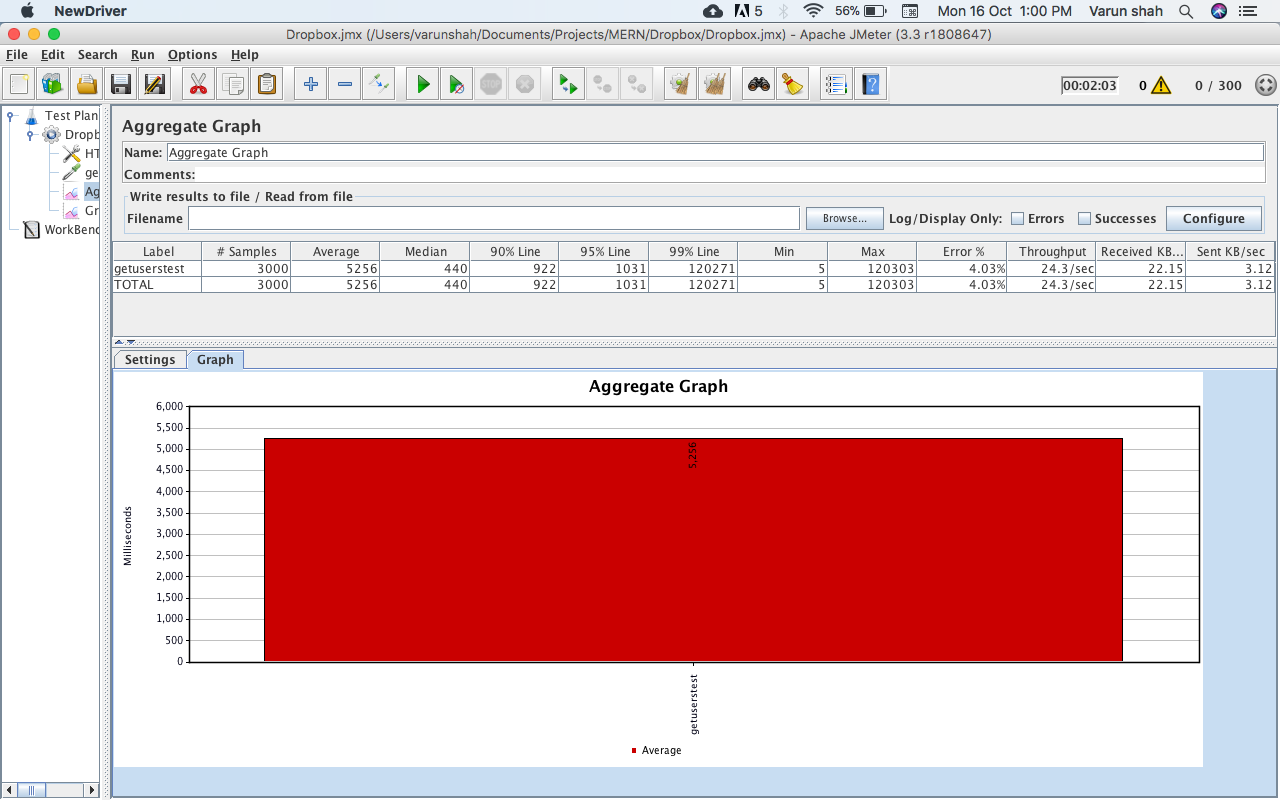 NewDriver 5 56% Mon 16 Oct 1:00 PM Varun shah
Dropbox.jmx (/Users/varunshah/Documents/Projects/MERN/Dropbox/Dropbox.jmx) - Apache JMeter (3.3 r1808647)
File Edit Search Run Options Help
STOP 00:02:03 0 0 / 300
Test Plan
Dropb
HT
ge
Ag
Gr
WorkBenc
Aggregate Graph
Name: Aggregate Graph
Comments:
Write results to file / Read from file
Filename Browse... Log/Display Only: Errors Successes Configure
Label # Samples Average Median 90% Line 95% Line 99% Line Min Max Error % Throughput Received KB... Sent KB/sec
getuserstest 3000 5256 440 922 1031 120271 5 120303 4.03% 24.3/sec 22.15 3.12
TOTAL 3000 5256 440 922 1031 120271 5 120303 4.03% 24.3/sec 22.15 3.12
Settings Graph
Aggregate Graph
6,000
5,500
5,000
4,500
4,000
3,500
3,000
2,500
2,000
1,500
1,000
500
0
Milliseconds
5,256
getuserstest
Average